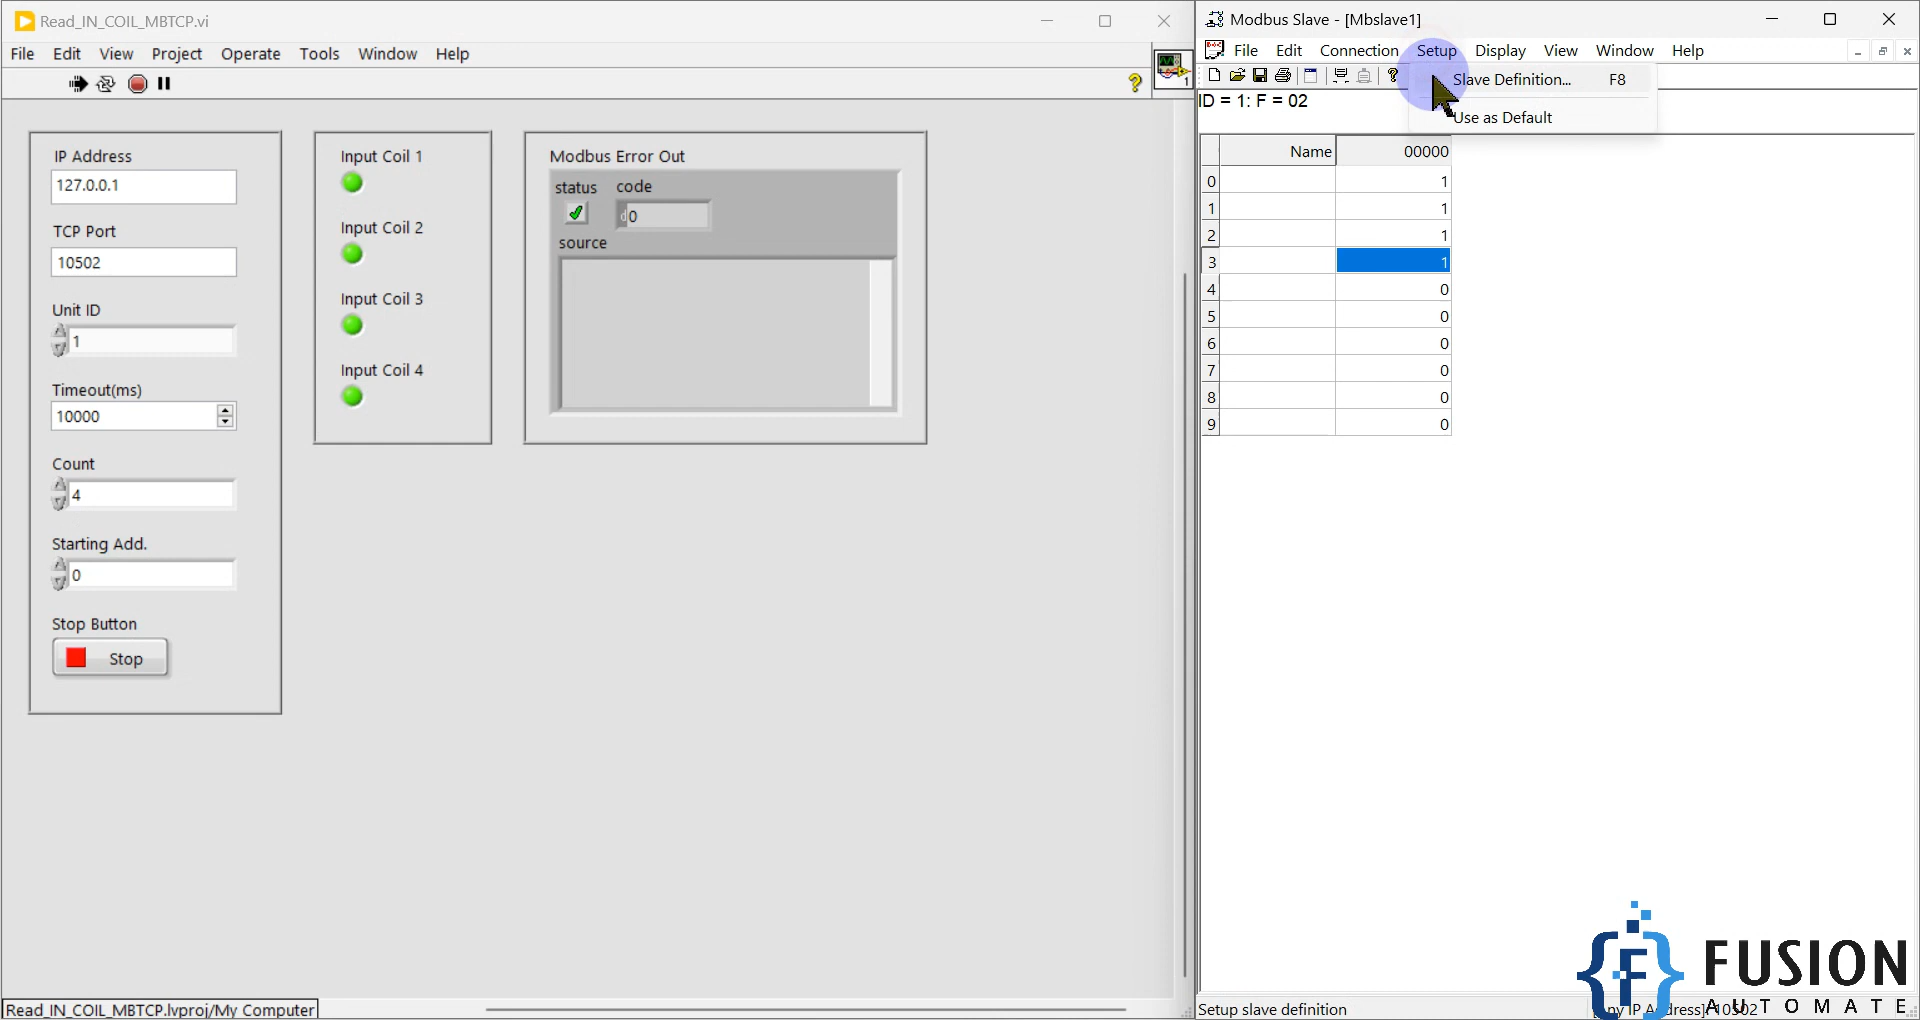 Read_IN_COIL_MBTCP.vi
File Edit View Project Operate Tools Window Help
1
IP Address
127.0.0.1
TCP Port
10502
Unit ID
1
Timeout(ms)
10000
Count
4
Starting Add.
0
Stop Button
Stop
Input Coil 1
Input Coil 2
Input Coil 3
Input Coil 4
Modbus Error Out
status code
d0
source
Read_IN_COIL_MBTCP.lvproj/My Computer
Modbus Slave - [Mbslave1]
File Edit Connection Setup Display View Window Help
Slave Definition... F8
Use as Default
ID = 1: F = 02
Name 00000
0 1
1 1
2 1
3 1
4 0
5 0
6 0
7 0
8 0
9 0
FUSION
AUTOMATE
Setup slave definition
10502